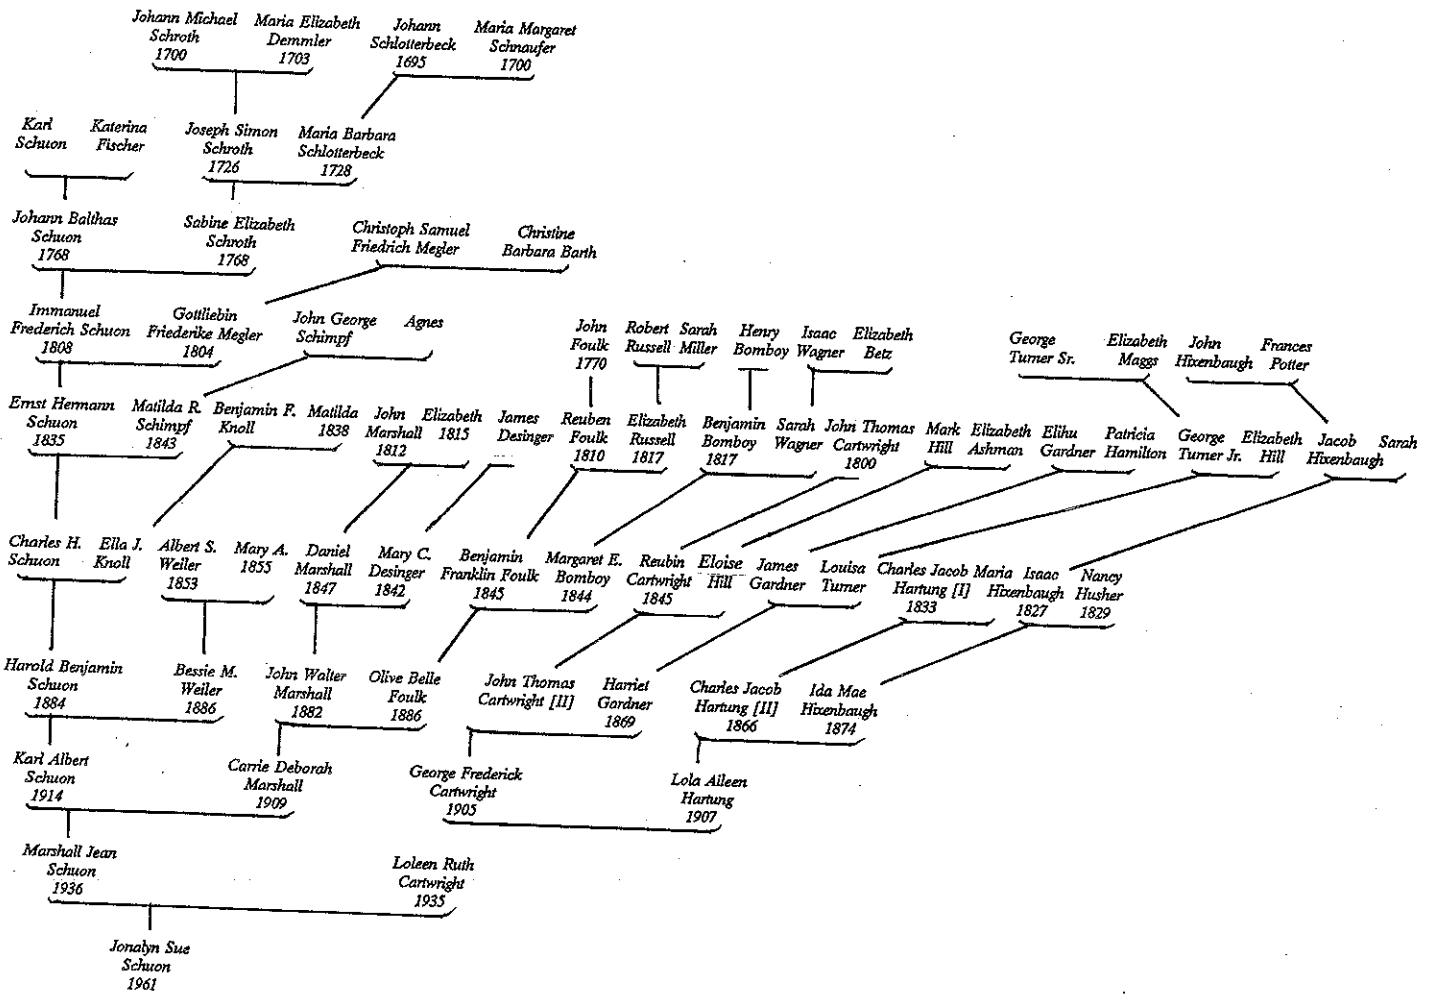 Johann Michael Maria Elizabeth Johann Maria Margaret
Schroth Demmler Schlotterbeck Schnaufer
1700 1703 1695 1700
Karl Katerina Joseph Simon Maria Barbara
Schuon Fischer Schroth Schlotterbeck
1726 1728
Johann Balthas Sabine Elizabeth Christoph Samuel Christine
Schuon Schroth Friedrich Megler Barbara Barth
1768 1768
Immanuel Gottliebin John George Agnes John Robert Sarah Henry Isaac Elizabeth George Elizabeth John Frances
Frederich Schuon Friederike Megler Schimpf Foulk Russell Miller Bomboy Wagner Betz Turner Sr. Maggs Hixenbaugh Potter
1808 1804 1770
Ernst Hermann Matilda R. Benjamin F. Matilda John Elizabeth James Reuben Elizabeth Benjamin Sarah John Thomas Mark Elizabeth Elihu Patricia George Elizabeth Jacob Sarah
Schuon Schimpf Knoll 1838 Marshall 1815 Desinger Foulk Russell Bomboy Wagner Cartwright Hill Ashman Gardner Hamilton Turner Jr. Hill Hixenbaugh
1835 1843 1812 1810 1817 1817 1800
Charles H. Ella J. Albert S. Mary A. Daniel Mary C. Benjamin Margaret E. Reubin Eloise James Louisa Charles Jacob Maria Isaac Nancy
Schuon Knoll Weiler 1855 Marshall Desinger Franklin Foulk Bomboy Cartwright Hill Gardner Turner Hartung [I] Hixenbaugh Husher
1853 1847 1842 1845 1844 1845 1833 1827 1829
Harold Benjamin Bessie M. John Walter Olive Belle John Thomas Harriet Charles Jacob Ida Mae
Schuon Weiler Marshall Foulk Cartwright [II] Gardner Hartung [II] Hixenbaugh
1884 1886 1882 1886 1869 1866 1874
Karl Albert Carrie Deborah George Frederick Lola Aileen
Schuon Marshall Cartwright Hartung
1914 1909 1905 1907
Marshall Jean Loleen Ruth
Schuon Cartwright
1936 1935
Jonalyn Sue
Schuon
1961